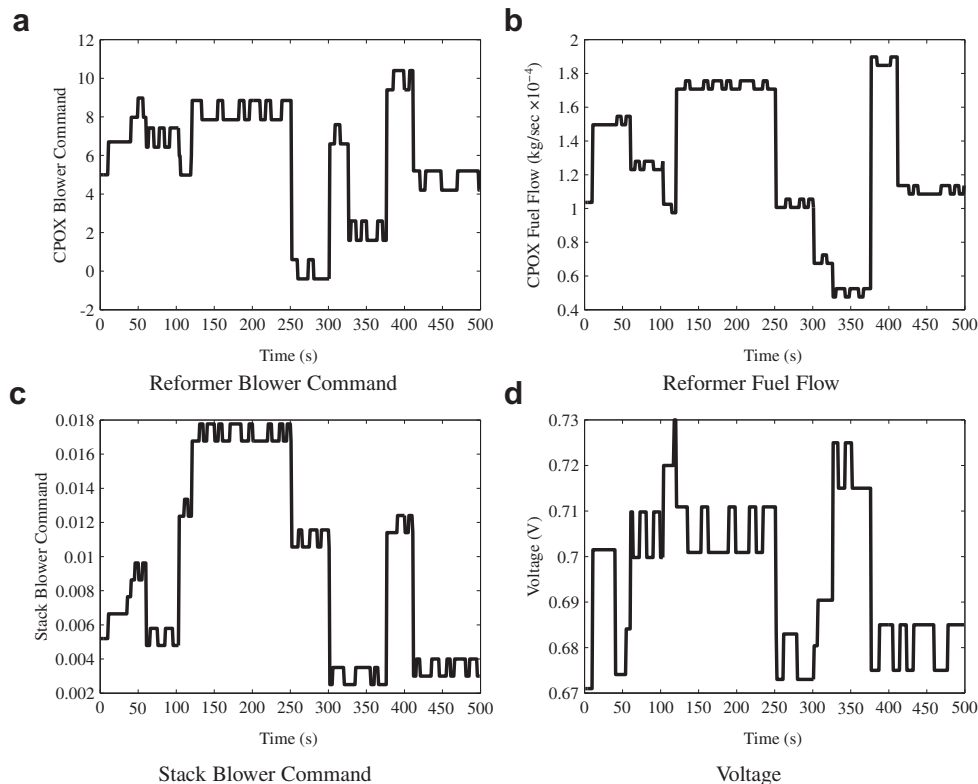 a
12
10
8
6
4
2
0
-2
CPOX Blower Command
0 50 100 150 200 250 300 350 400 450 500
Time (s)
Reformer Blower Command
b
2
1.8
1.6
1.4
1.2
1
0.8
0.6
0.4
CPOX Fuel Flow (kg/sec ×10⁻⁴)
0 50 100 150 200 250 300 350 400 450 500
Time (s)
Reformer Fuel Flow
c
0.018
0.016
0.014
0.012
0.010
0.008
0.006
0.004
0.002
Stack Blower Command
0 50 100 150 200 250 300 350 400 450 500
Time (s)
Stack Blower Command
d
0.73
0.72
0.71
0.7
0.69
0.68
0.67
Voltage (V)
0 50 100 150 200 250 300 350 400 450 500
Time (s)
Voltage